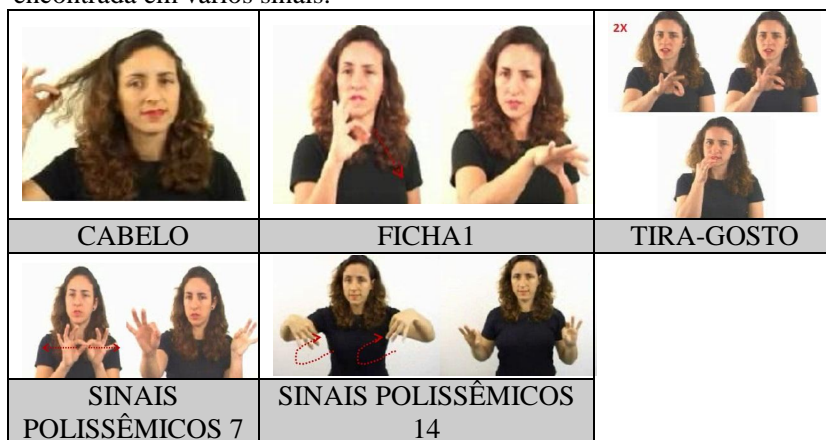 encontrada em vários sinais:
2X
CABELO
FICHA1
TIRA-GOSTO
SINAIS
POLISSÊMICOS 7
SINAIS POLISSÊMICOS
14